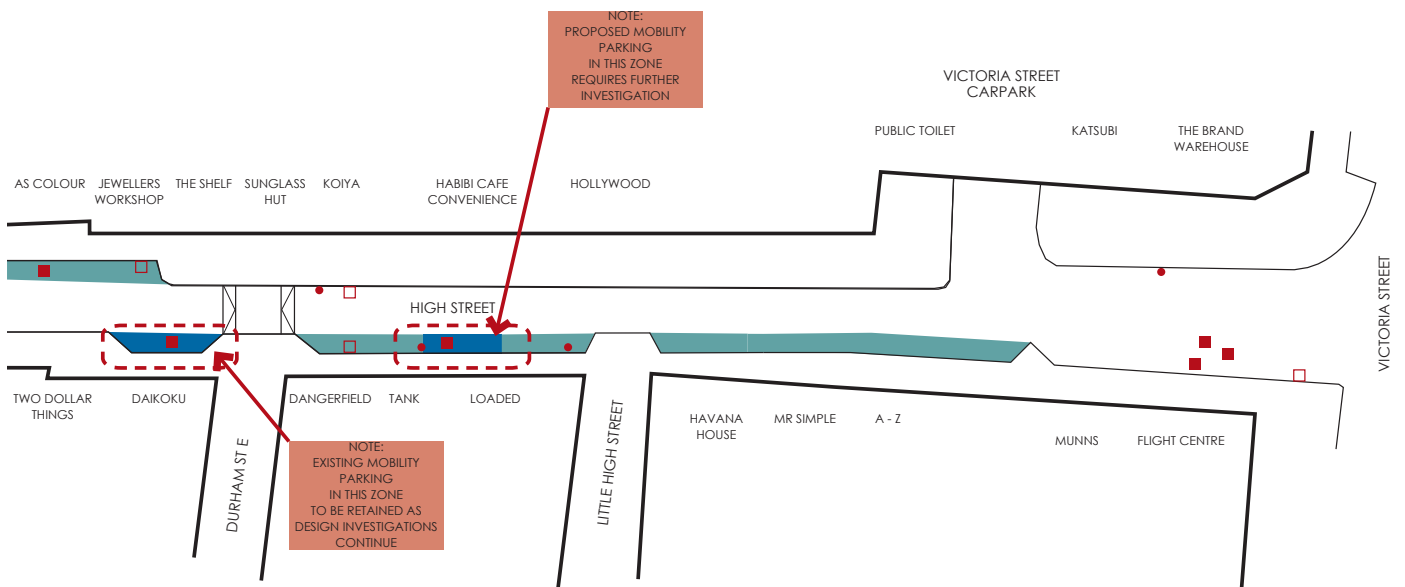 NOTE:
PROPOSED MOBILITY
PARKING
IN THIS ZONE
REQUIRES FURTHER
INVESTIGATION
VICTORIA STREET
CARPARK
PUBLIC TOILET
KATSUBI
THE BRAND
WAREHOUSE
AS COLOUR
JEWELLERS
WORKSHOP
THE SHELF
SUNGLASS
HUT
KOIYA
HABIBI CAFE
CONVENIENCE
HOLLYWOOD
HIGH STREET
VICTORIA STREET
TWO DOLLAR
THINGS
DAIKOKU
DANGERFIELD
TANK
LOADED
HAVANA
HOUSE
MR SIMPLE
A - Z
MUNNS
FLIGHT CENTRE
DURHAM ST E
LITTLE HIGH STREET
NOTE:
EXISTING MOBILITY
PARKING
IN THIS ZONE
TO BE RETAINED AS
DESIGN INVESTIGATIONS
CONTINUE